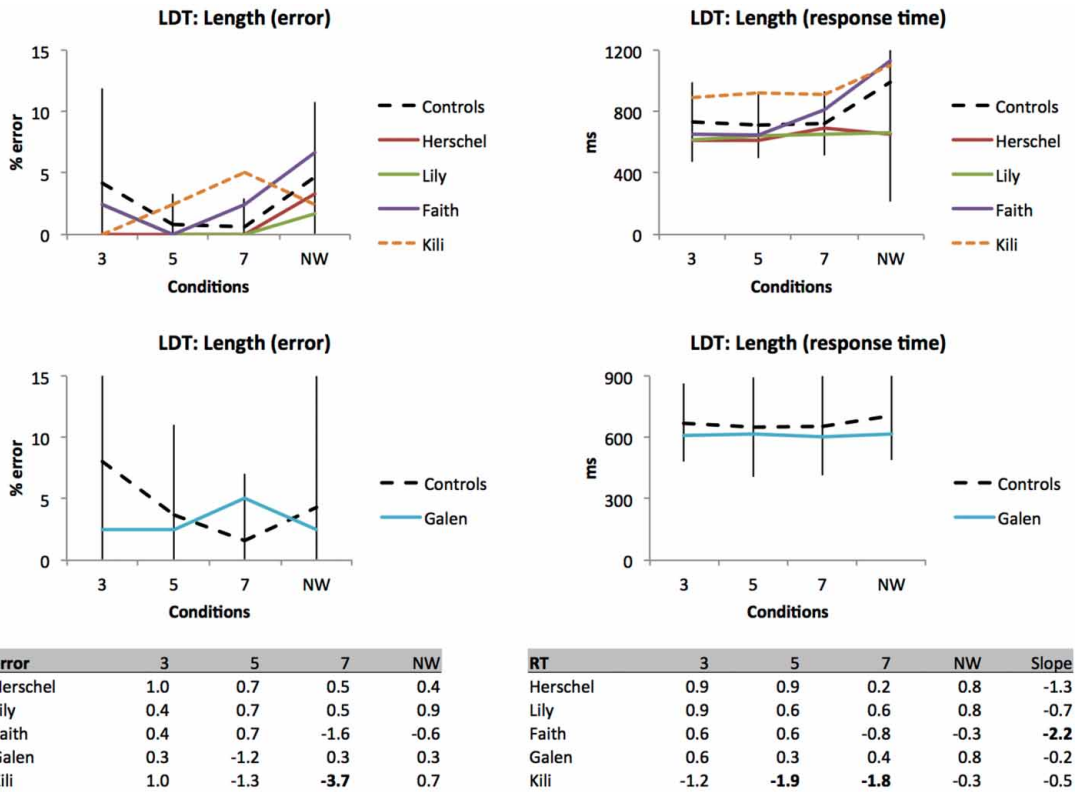 LDT: Length (error)
15
10
5
0
% error
3 5 7 NW
Conditions
Controls
Herschel
Lily
Faith
Kili
LDT: Length (response time)
1200
800
400
0
ms
3 5 7 NW
Conditions
Controls
Herschel
Lily
Faith
Kili
LDT: Length (error)
15
10
5
0
% error
3 5 7 NW
Conditions
Controls
Galen
LDT: Length (response time)
900
600
300
0
ms
3 5 7 NW
Conditions
Controls
Galen
rror 3 5 7 NW
erschel 1.0 0.7 0.5 0.4
ily 0.4 0.7 0.5 0.9
aith 0.4 0.7 -1.6 -0.6
alen 0.3 -1.2 0.3 0.3
ili 1.0 -1.3 -3.7 0.7
RT 3 5 7 NW Slope
Herschel 0.9 0.9 0.2 0.8 -1.3
Lily 0.9 0.6 0.6 0.8 -0.7
Faith 0.6 0.6 -0.8 -0.3 -2.2
Galen 0.6 0.3 0.4 0.8 -0.2
Kili -1.2 -1.9 -1.8 -0.3 -0.5